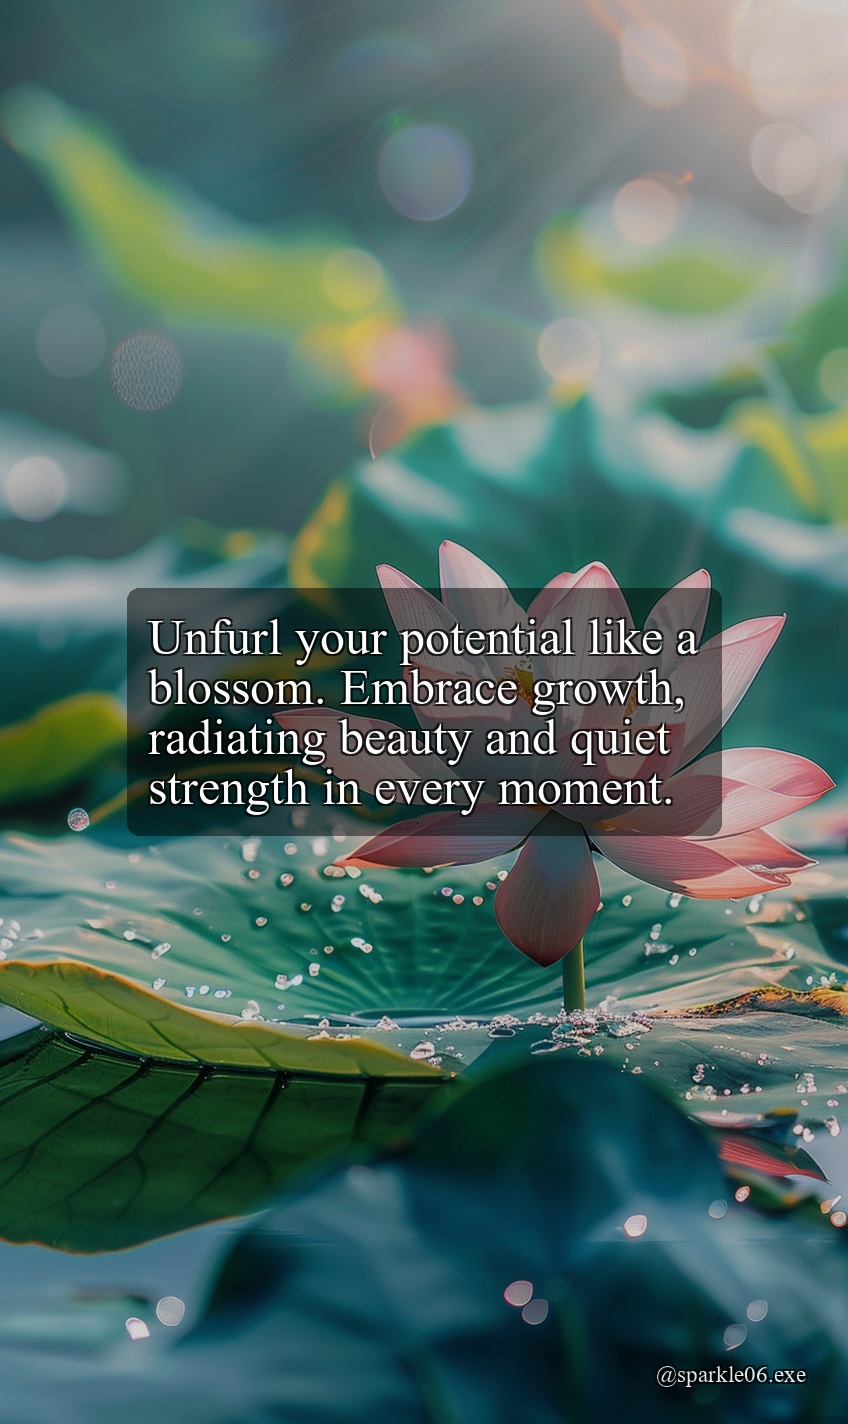 Unfurl your potential like a
blossom. Embrace growth,
radiating beauty and quiet
strength in every moment.
@sparkle06.exe